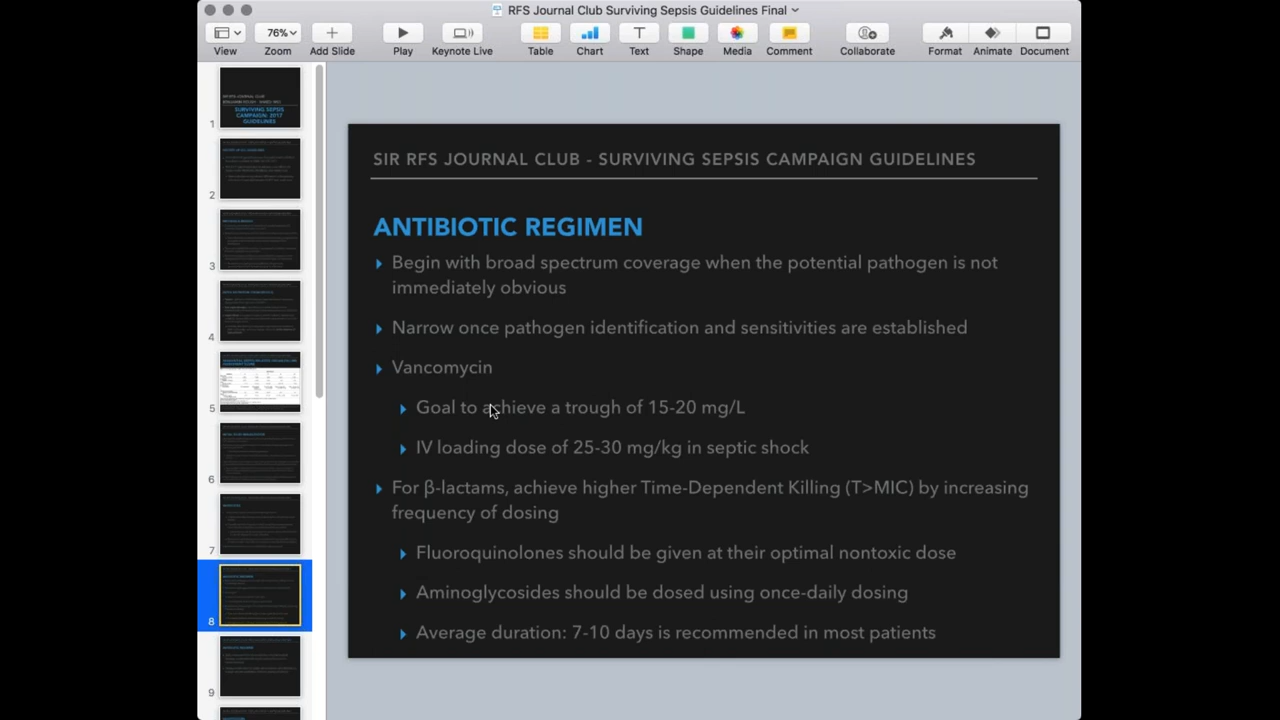 RFS Journal Club Surviving Sepsis Guidelines Final
76%
View
Zoom
Add Slide
Play
Keynote Live
Table
Chart
Text
Shape
Media
Comment
Collaborate
Format
Animate
Document
SURVIVING SEPSIS
CAMPAIGN: 2017
GUIDELINES
1
2
3
4
5
6
7
8
9
SIR RFS JOURNAL CLUB - SURVIVING SEPSIS CAMPAIGN GUIDELINES
ANTIBIOTIC REGIMEN
Begin with broad spectrum coverage when the potential pathogen is not
immediately obvious
Narrow once pathogen identification and sensitivities are established
Vancomycin
Goal to achieve a trough of 15-20 mg/L
IV loading dose of 25-30 mg/kg in septic shock
For β-lactams, achieve higher Time-Dependent Killing (T>MIC) by increasing
frequency of dosing
Fluoroquinolones should be given at their optimal nontoxic dose
Aminoglycosides should be dosed using once-daily dosing
Average duration: 7-10 days is recommended in most patients